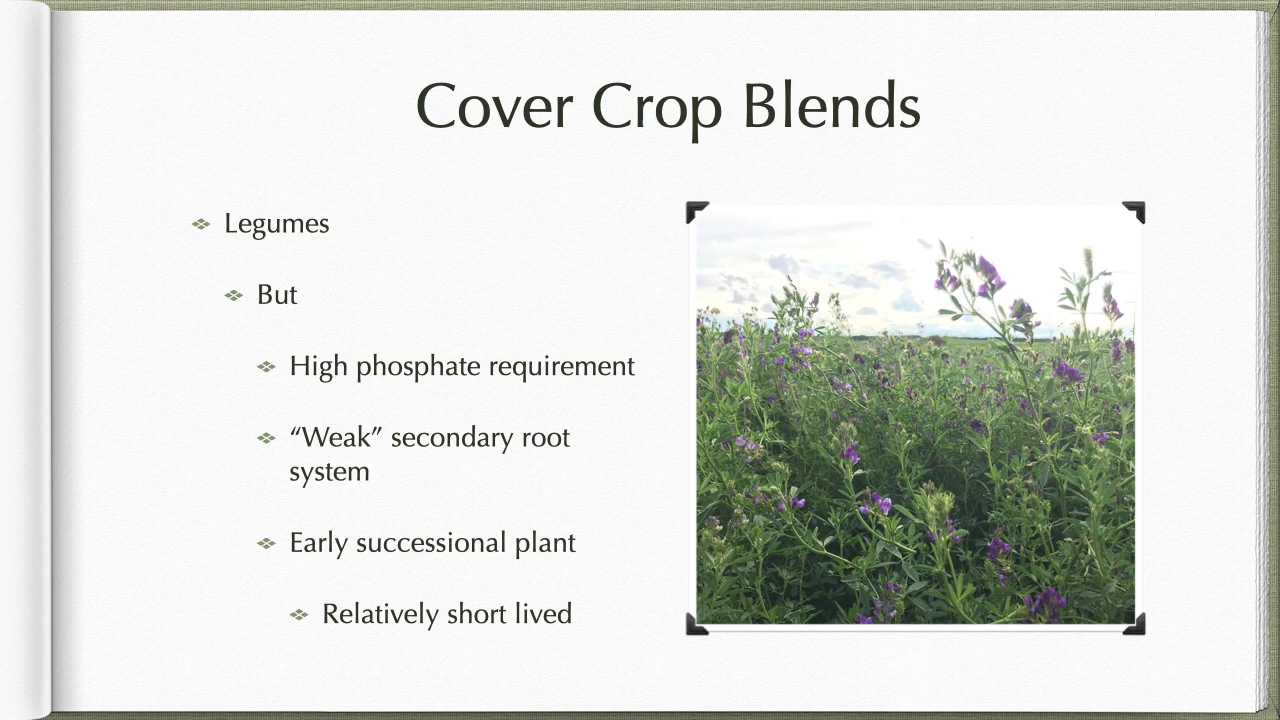 Cover Crop Blends
Legumes
But
High phosphate requirement
“Weak” secondary root
system
Early successional plant
Relatively short lived